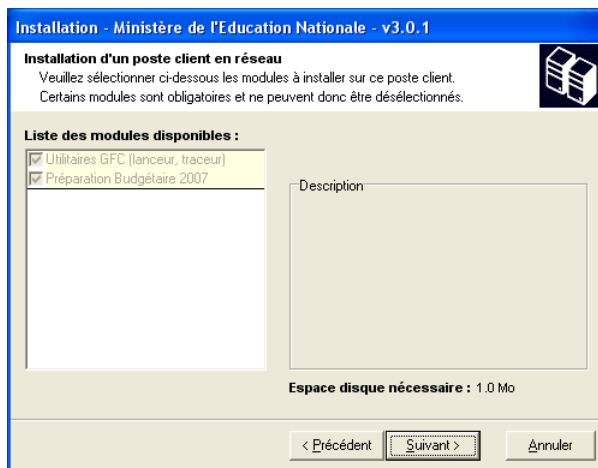 Installation - Ministère de l'Education Nationale - v3.0.1
Installation d'un poste client en réseau
Veuillez sélectionner ci-dessous les modules à installer sur ce poste client.
Certains modules sont obligatoires et ne peuvent donc être désélectionnés.
Liste des modules disponibles :
Utilitaires GFC (lanceur, traceur)
Préparation Budgétaire 2007
Description
Espace disque nécessaire : 1.0 Mo
< Précédent Suivant > Annuler